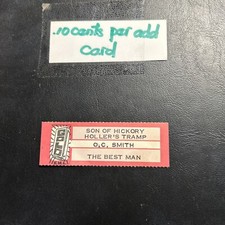 .10 cents per add
Card
SON OF HICKORY
HOLLER'S TRAMP
O.C. SMITH
THE BEST MAN